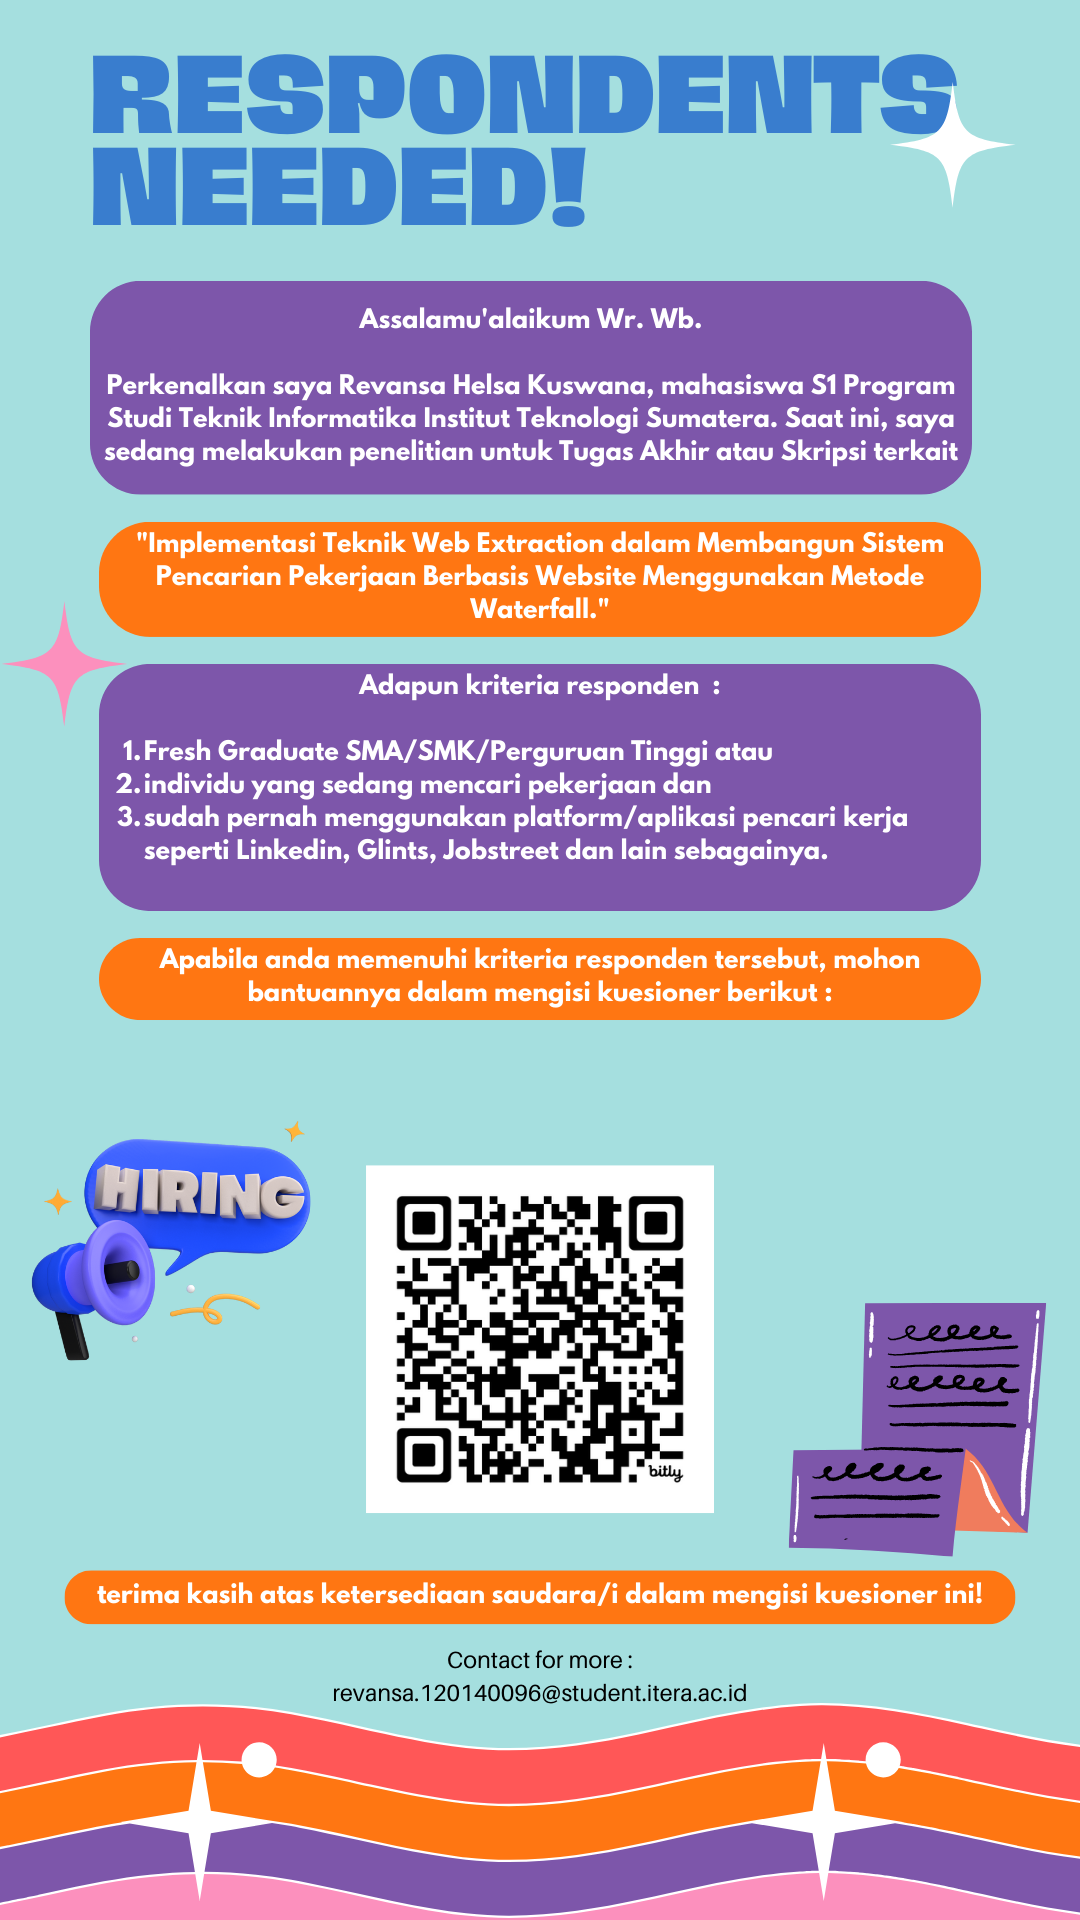 RESPONDENTS
NEEDED!
Assalamu'alaikum Wr. Wb.
Perkenalkan saya Revansa Helsa Kuswana, mahasiswa S1 Program
Studi Teknik Informatika Institut Teknologi Sumatera. Saat ini, saya
sedang melakukan penelitian untuk Tugas Akhir atau Skripsi terkait
"Implementasi Teknik Web Extraction dalam Membangun Sistem
Pencarian Pekerjaan Berbasis Website Menggunakan Metode
Waterfall."
Adapun kriteria responden :
1. Fresh Graduate SMA/SMK/Perguruan Tinggi atau
2. individu yang sedang mencari pekerjaan dan
3. sudah pernah menggunakan platform/aplikasi pencari kerja
seperti Linkedin, Glints, Jobstreet dan lain sebagainya.
Apabila anda memenuhi kriteria responden tersebut, mohon
bantuannya dalam mengisi kuesioner berikut :
HIRING
bitly
terima kasih atas ketersediaan saudara/i dalam mengisi kuesioner ini!
Contact for more :
revansa.120140096@student.itera.ac.id